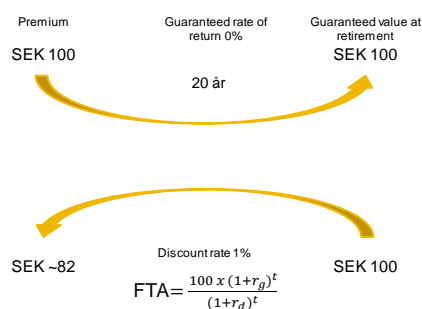 Premium
Guaranteed rate of
return 0%
Guaranteed value at
retirement
SEK 100
SEK 100
20 år
Discount rate 1%
SEK ~82
SEK 100
FTA= 100 x (1+r_g)^t / (1+r_d)^t